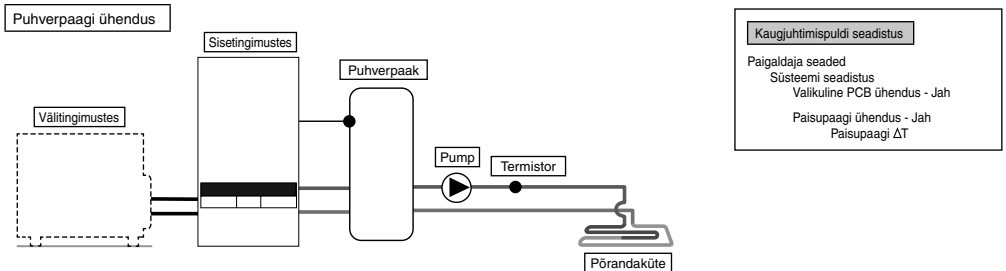 Puhverpaagi ühendus
Sisetingimustes
Puhverpaak
Välitingimustes
Pump
Termistor
Põrandaküte
Kaugjuhtimispuldi seadistus
Paigaldaja seaded
Süsteemi seadistus
Valikuline PCB ühendus - Jah
Paisupaagi ühendus - Jah
Paisupaagi ΔT